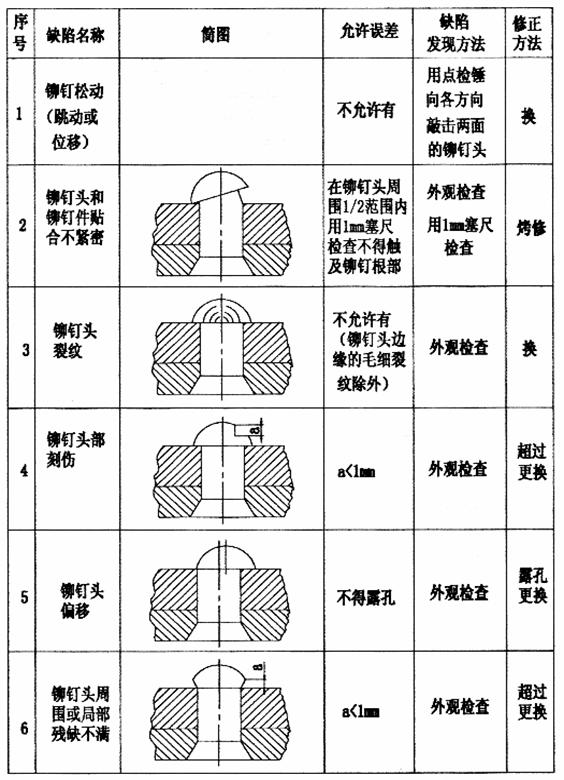 序号 缺陷名称 简图 允许误差 缺陷发现方法 修正方法
1
铆钉松动
(跳动或
位移)
不允许有
用点检锤
向各方向
敲击两面
的铆钉头
换
2
铆钉头和
铆钉件贴
合不紧密
在铆钉头周
围1/2范围内
用1mm塞尺
检查不得触
及铆钉根部
外观检查
用1mm塞尺
检查
烤修
3
铆钉头
裂纹
不允许有
(铆钉头边
缘的毛细裂
纹除外)
外观检查
换
4
铆钉头部
刻伤
a
a<1mm
外观检查
超过
更换
5
铆钉头
偏移
不得露孔
外观检查
露孔
更换
6
铆钉头周
围或局部
残缺不满
a
a<1mm
外观检查
超过
更换